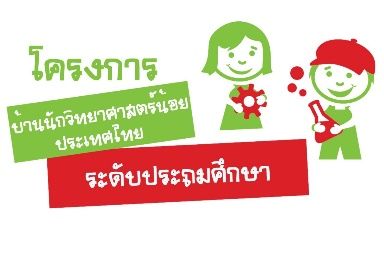 โครงการ
บ้านนักวิทยาศาสตร์น้อย
ประเทศไทย
ระดับประถมศึกษา